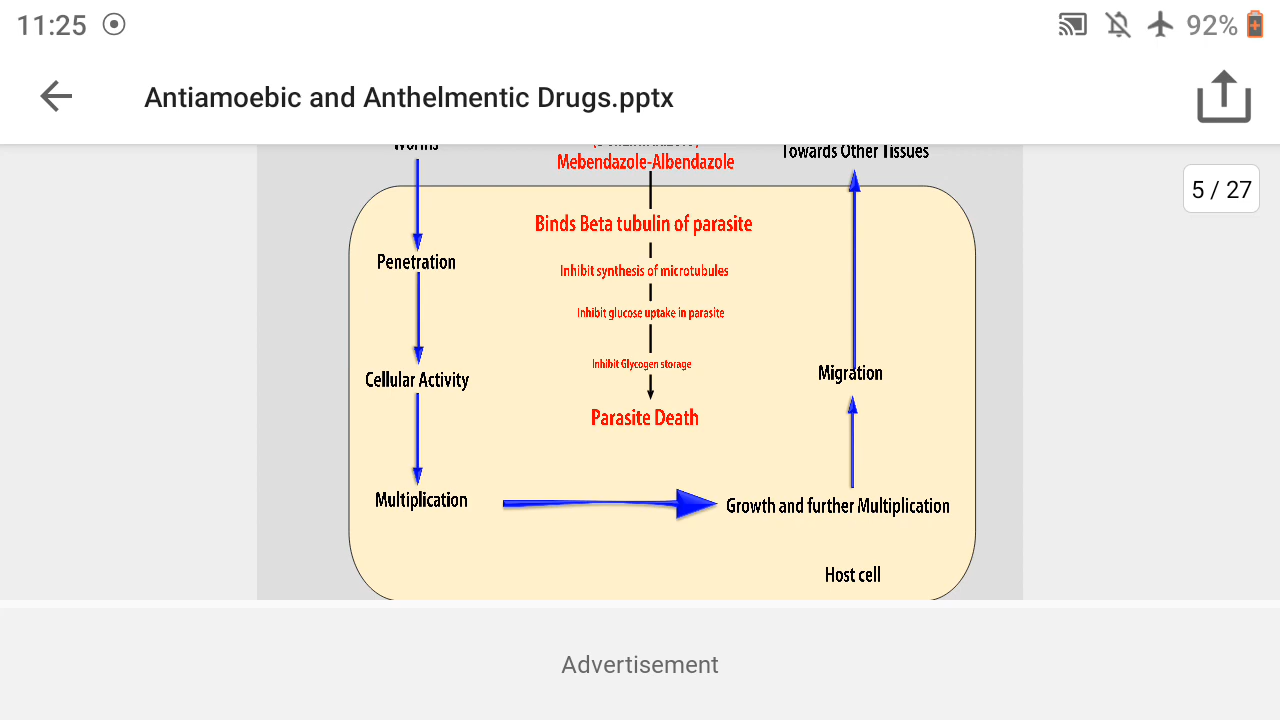 11:25
92%
Antiamoebic and Anthelmentic Drugs.pptx
5 / 27
Worms
Mebendazole-Albendazole
Towards Other Tissues
Binds Beta tubulin of parasite
Penetration
Inhibit synthesis of microtubules
Inhibit glucose uptake in parasite
Inhibit Glycogen storage
Cellular Activity
Migration
Parasite Death
Multiplication
Growth and further Multiplication
Host cell
Advertisement